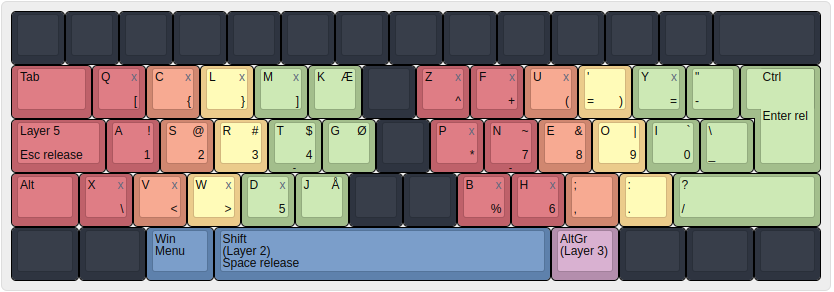 Tab Q x [ C x { L x } M x ] K Æ Z x ^ F x + U x ( ' = ) Y x = " - Ctrl
Enter rel
Layer 5 Esc release A ! 1 S @ 2 R # 3 T $ 4 G Ø P x * N ~ 7 E & 8 O | 9 I ` 0 \ _
Alt X x \ V x < W x > D x 5 J Å B x % H x 6 ; , : . ? /
Win
Menu
Shift
(Layer 2)
Space release
AltGr
(Layer 3)